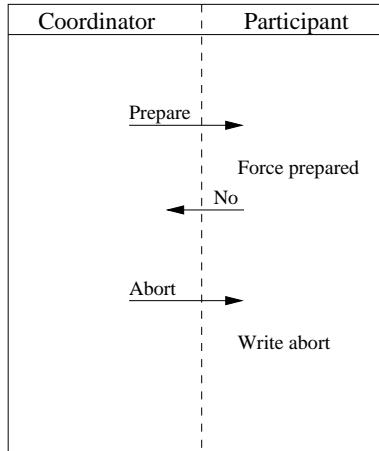 Coordinator Participant
Prepare
Force prepared
No
Abort
Write abort